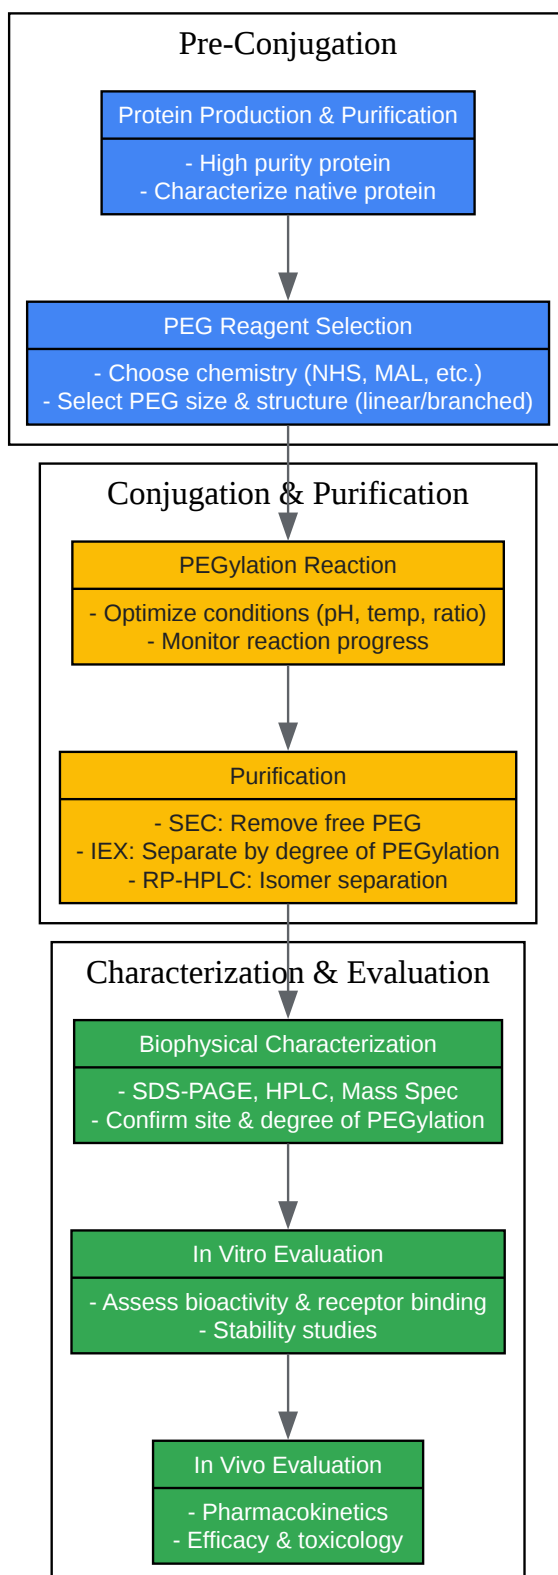 Pre-Conjugation
Protein Production & Purification
- High purity protein
- Characterize native protein
PEG Reagent Selection
- Choose chemistry (NHS, MAL, etc.)
- Select PEG size & structure (linear/branched)
Conjugation & Purification
PEGylation Reaction
- Optimize conditions (pH, temp, ratio)
- Monitor reaction progress
Purification
- SEC: Remove free PEG
- IEX: Separate by degree of PEGylation
- RP-HPLC: Isomer separation
Characterization & Evaluation
Biophysical Characterization
- SDS-PAGE, HPLC, Mass Spec
- Confirm site & degree of PEGylation
In Vitro Evaluation
- Assess bioactivity & receptor binding
- Stability studies
In Vivo Evaluation
- Pharmacokinetics
- Efficacy & toxicology